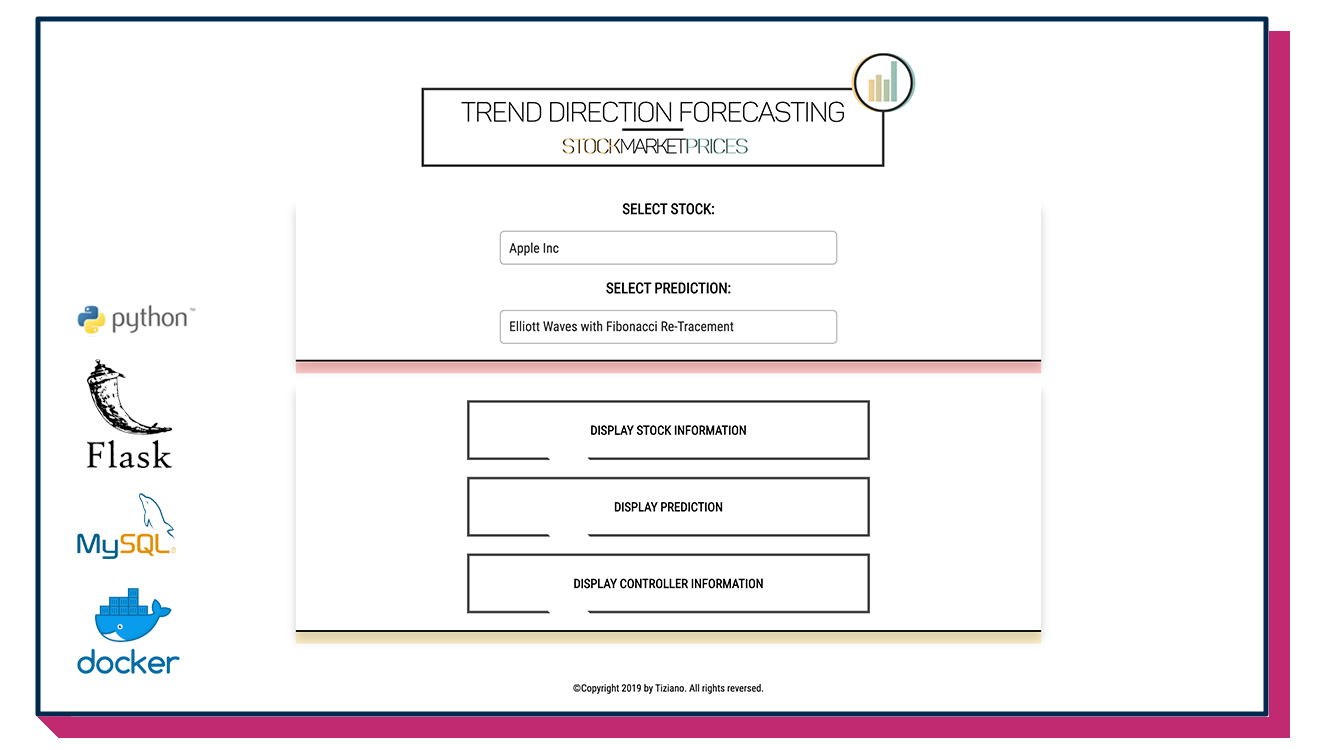 TREND DIRECTION FORECASTING
STOCKMARKETPRICES
SELECT STOCK:
Apple Inc
SELECT PREDICTION:
Elliott Waves with Fibonacci Re-Tracement
DISPLAY STOCK INFORMATION
DISPLAY PREDICTION
DISPLAY CONTROLLER INFORMATION
©Copyright 2019 by Tiziano. All rights reversed.
python™
Flask
MySQL®
docker